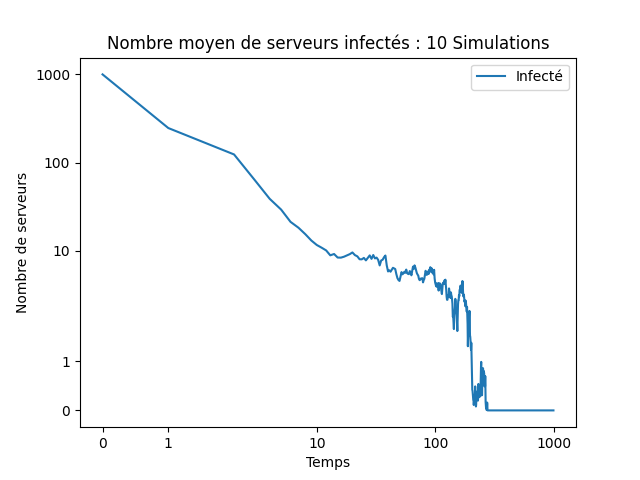 Nombre moyen de serveurs infectés : 10 Simulations
Infecté
Nombre de serveurs
1000
100
10
1
0
0 1 10 100 1000
Temps